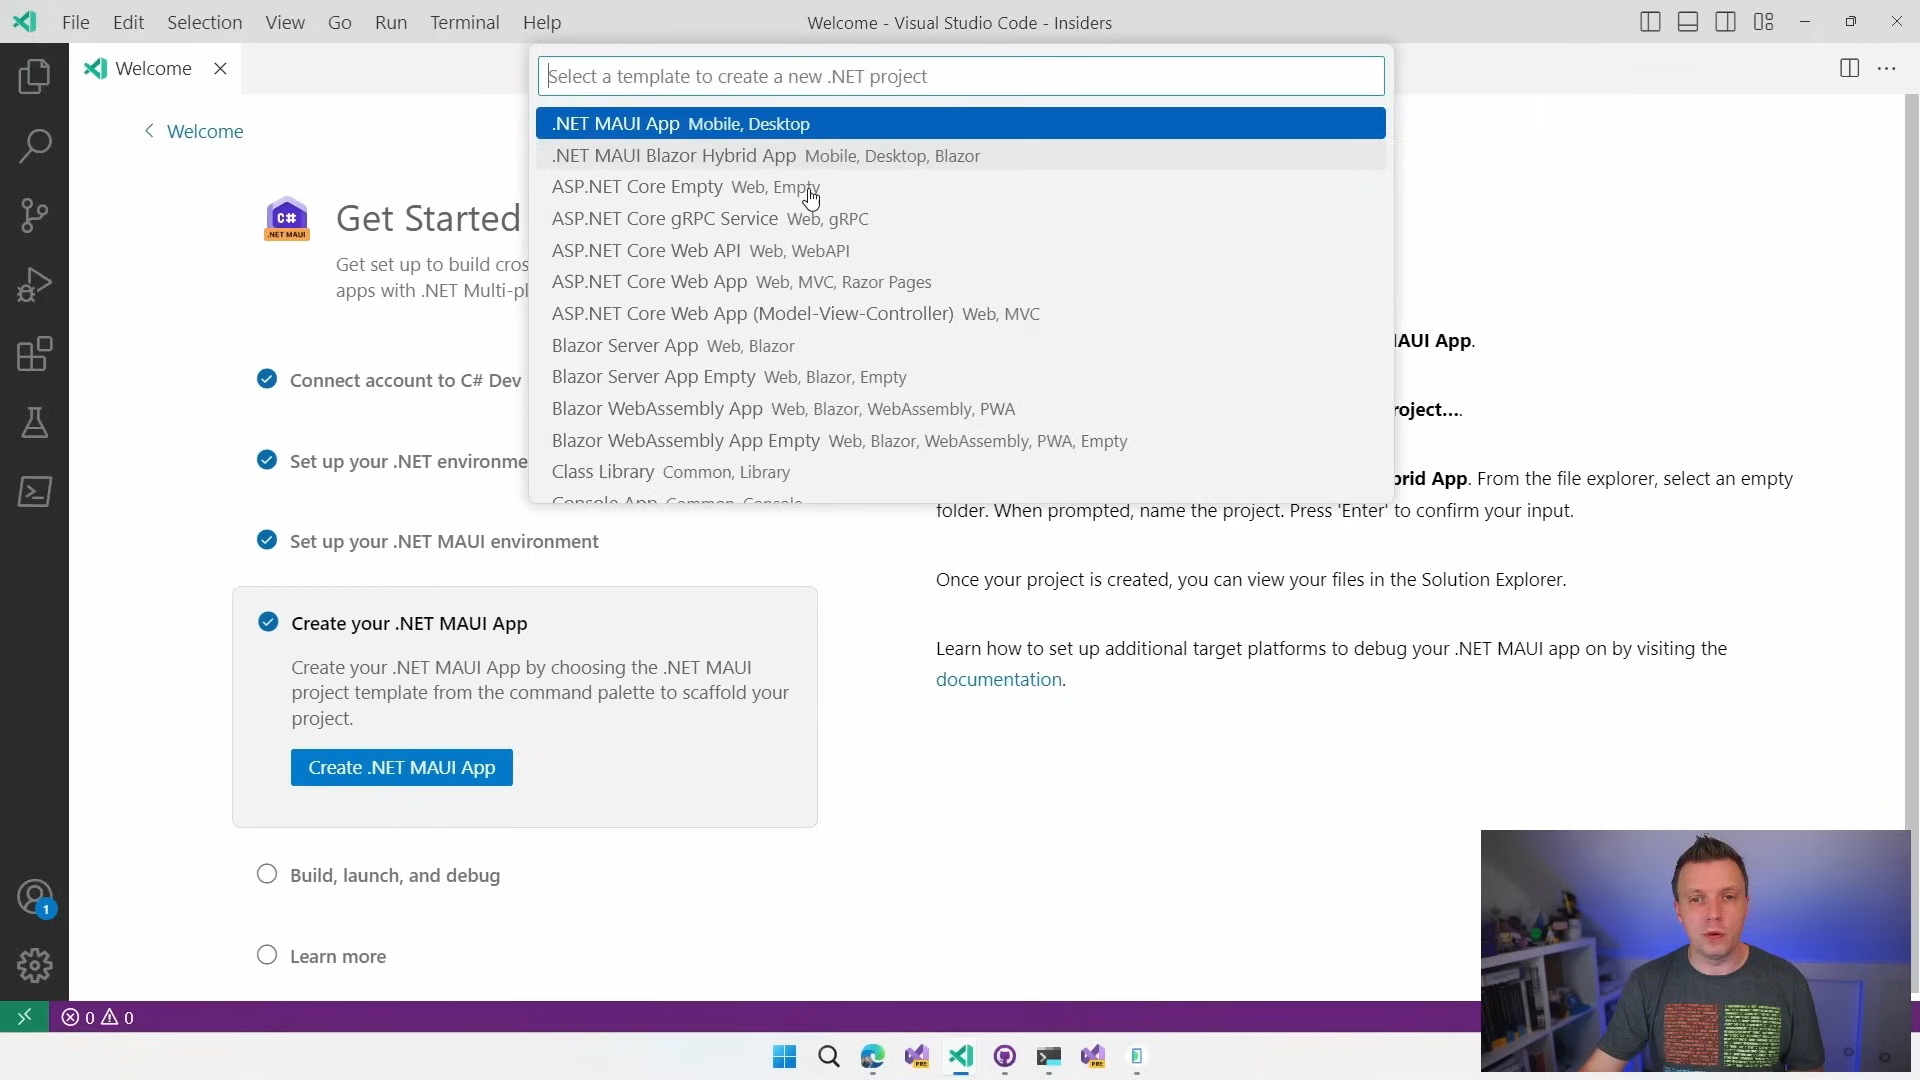 File Edit Selection View Go Run Terminal Help
Welcome - Visual Studio Code - Insiders
Welcome
Select a template to create a new .NET project
.NET MAUI App Mobile, Desktop
.NET MAUI Blazor Hybrid App Mobile, Desktop, Blazor
ASP.NET Core Empty Web, Empty
ASP.NET Core gRPC Service Web, gRPC
ASP.NET Core Web API Web, WebAPI
ASP.NET Core Web App Web, MVC, Razor Pages
ASP.NET Core Web App (Model-View-Controller) Web, MVC
Blazor Server App Web, Blazor
Blazor Server App Empty Web, Blazor, Empty
Blazor WebAssembly App Web, Blazor, WebAssembly, PWA
Blazor WebAssembly App Empty Web, Blazor, WebAssembly, PWA, Empty
Class Library Common, Library
Console App Common, Console
Welcome
C#
.NET MAUI
Get Started
Get set up to build cros
apps with .NET Multi-pl
Connect account to C# Dev
Set up your .NET environme
Set up your .NET MAUI environment
Create your .NET MAUI App
Create your .NET MAUI App by choosing the .NET MAUI
project template from the command palette to scaffold your
project.
Create .NET MAUI App
Build, launch, and debug
Learn more
IAUI App.
roject....
brid App. From the file explorer, select an empty
folder. When prompted, name the project. Press 'Enter' to confirm your input.
Once your project is created, you can view your files in the Solution Explorer.
Learn how to set up additional target platforms to debug your .NET MAUI app on by visiting the
documentation.
1
0 0
PRE
PRE